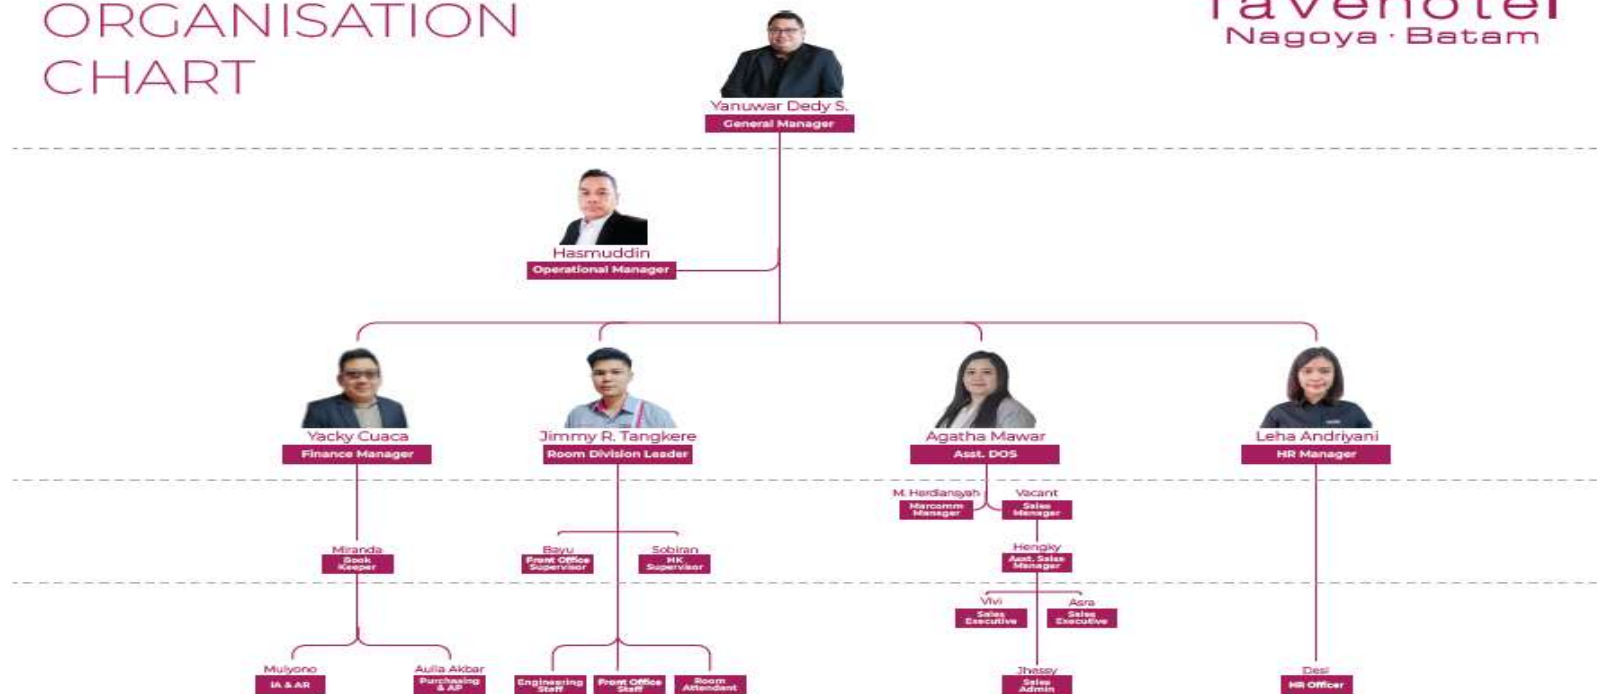 ORGANISATION
CHART
favehotel
Nagoya · Batam
Yanuwar Dedy S.
General Manager
Hasmuddin
Operational Manager
Yacky Cuaca
Finance Manager
Jimmy R. Tangkere
Room Division Leader
Agatha Mawar
Asst. DOS
Leha Andriyani
HR Manager
M. Herdiansyah
Marcomm
Manager
Vacant
Sales
Manager
Miranda
Book
Keeper
Bayu
Front Office
Supervisor
Sobiran
HK
Supervisor
Hengky
Asst. Sales
Manager
Vivi
Sales
Executive
Asra
Sales
Executive
Mulyono
IA & AR
Aulia Akbar
Purchasing
& AP
Engineering
Staff
Front Office
Staff
Room
Attendant
Jhessy
Sales
Admin
Desi
HR Officer